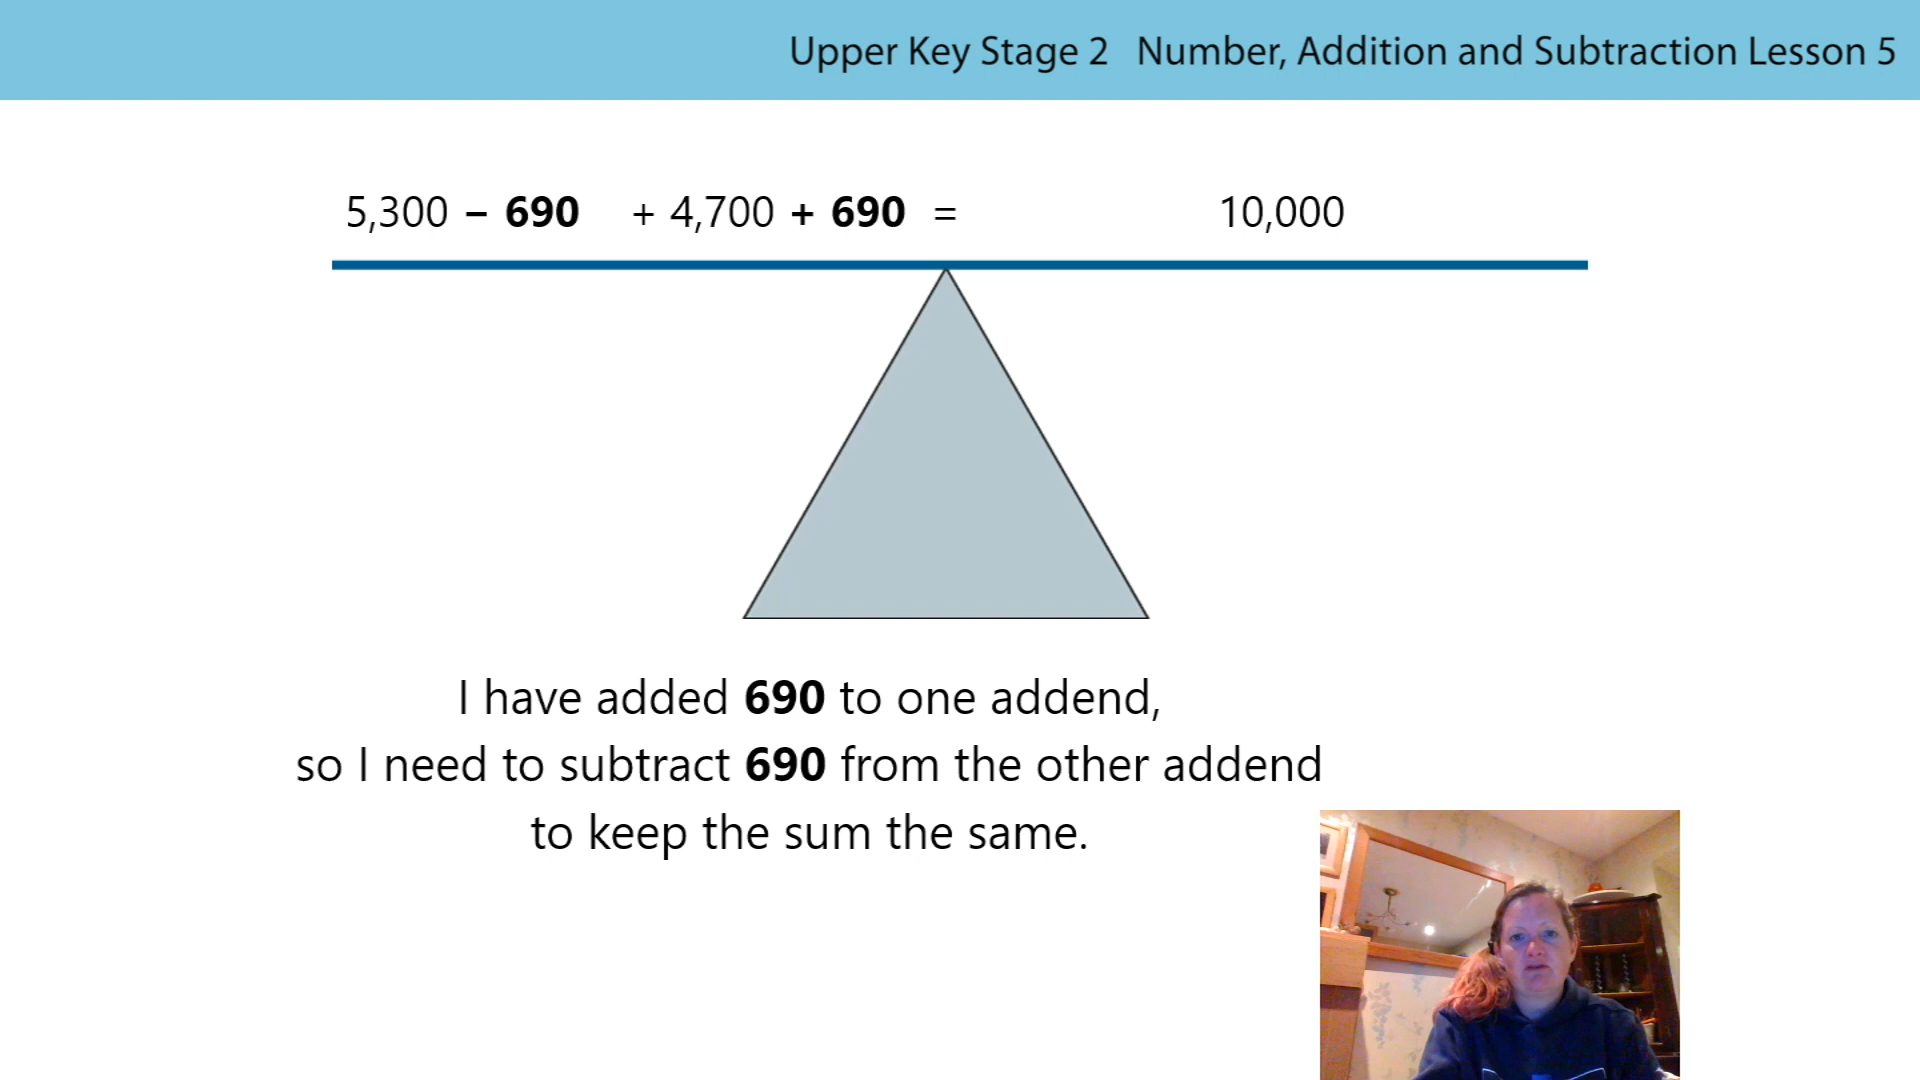 Upper Key Stage 2 Number, Addition and Subtraction Lesson 5
5,300 – 690 + 4,700 + 690 = 10,000
I have added 690 to one addend,
so I need to subtract 690 from the other addend
to keep the sum the same.